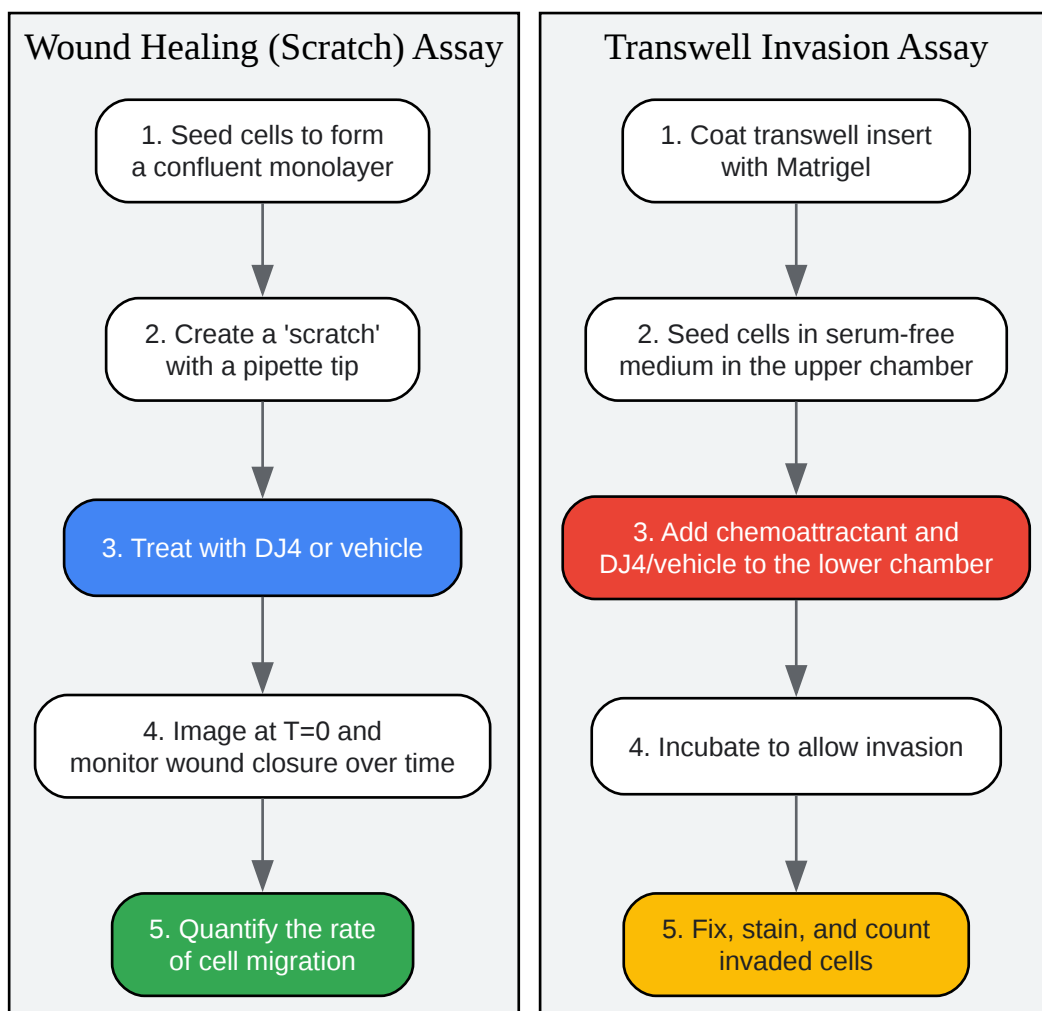 Wound Healing (Scratch) Assay
1. Seed cells to form
a confluent monolayer
2. Create a 'scratch'
with a pipette tip
3. Treat with DJ4 or vehicle
4. Image at T=0 and
monitor wound closure over time
5. Quantify the rate
of cell migration
Transwell Invasion Assay
1. Coat transwell insert
with Matrigel
2. Seed cells in serum-free
medium in the upper chamber
3. Add chemoattractant and
DJ4/vehicle to the lower chamber
4. Incubate to allow invasion
5. Fix, stain, and count
invaded cells